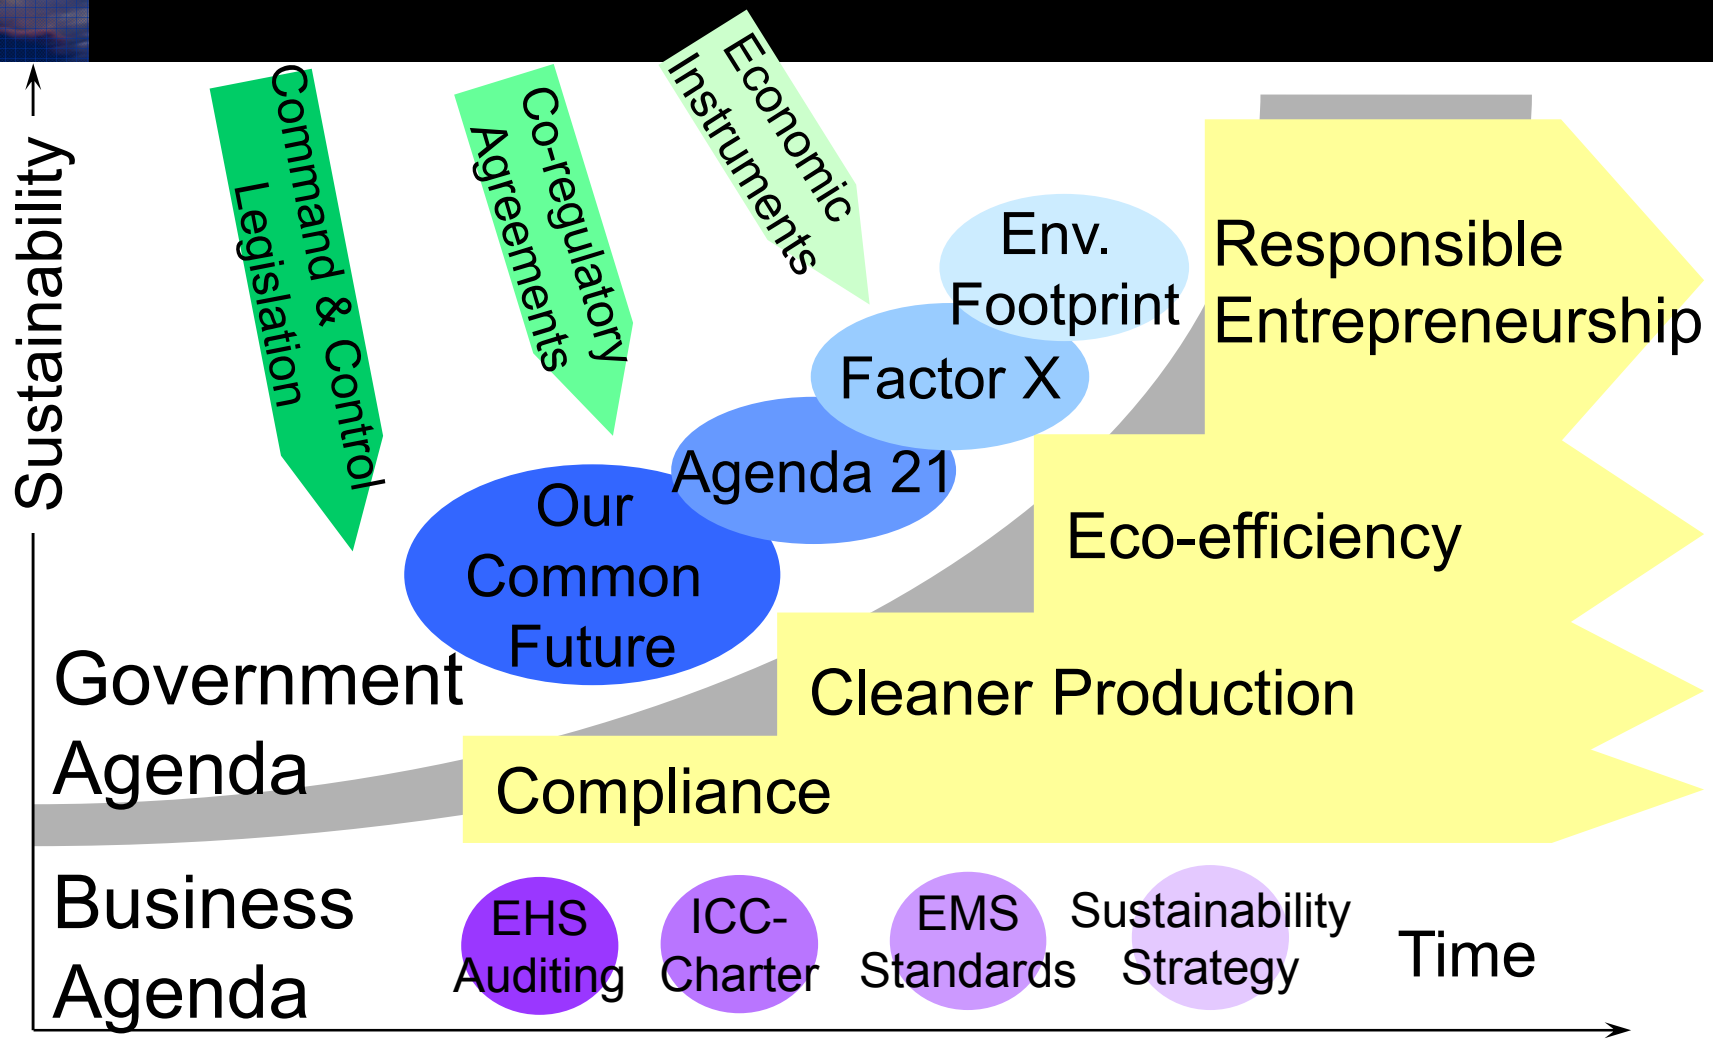 Sustainability
Command & Control
Legislation
Co-regulatory
Agreements
Economic
Instruments
Env.
Footprint
Factor X
Agenda 21
Our
Common
Future
Responsible
Entrepreneurship
Eco-efficiency
Cleaner Production
Compliance
Government
Agenda
Business
Agenda
EHS
Auditing
ICC-
Charter
EMS
Standards
Sustainability
Strategy
Time